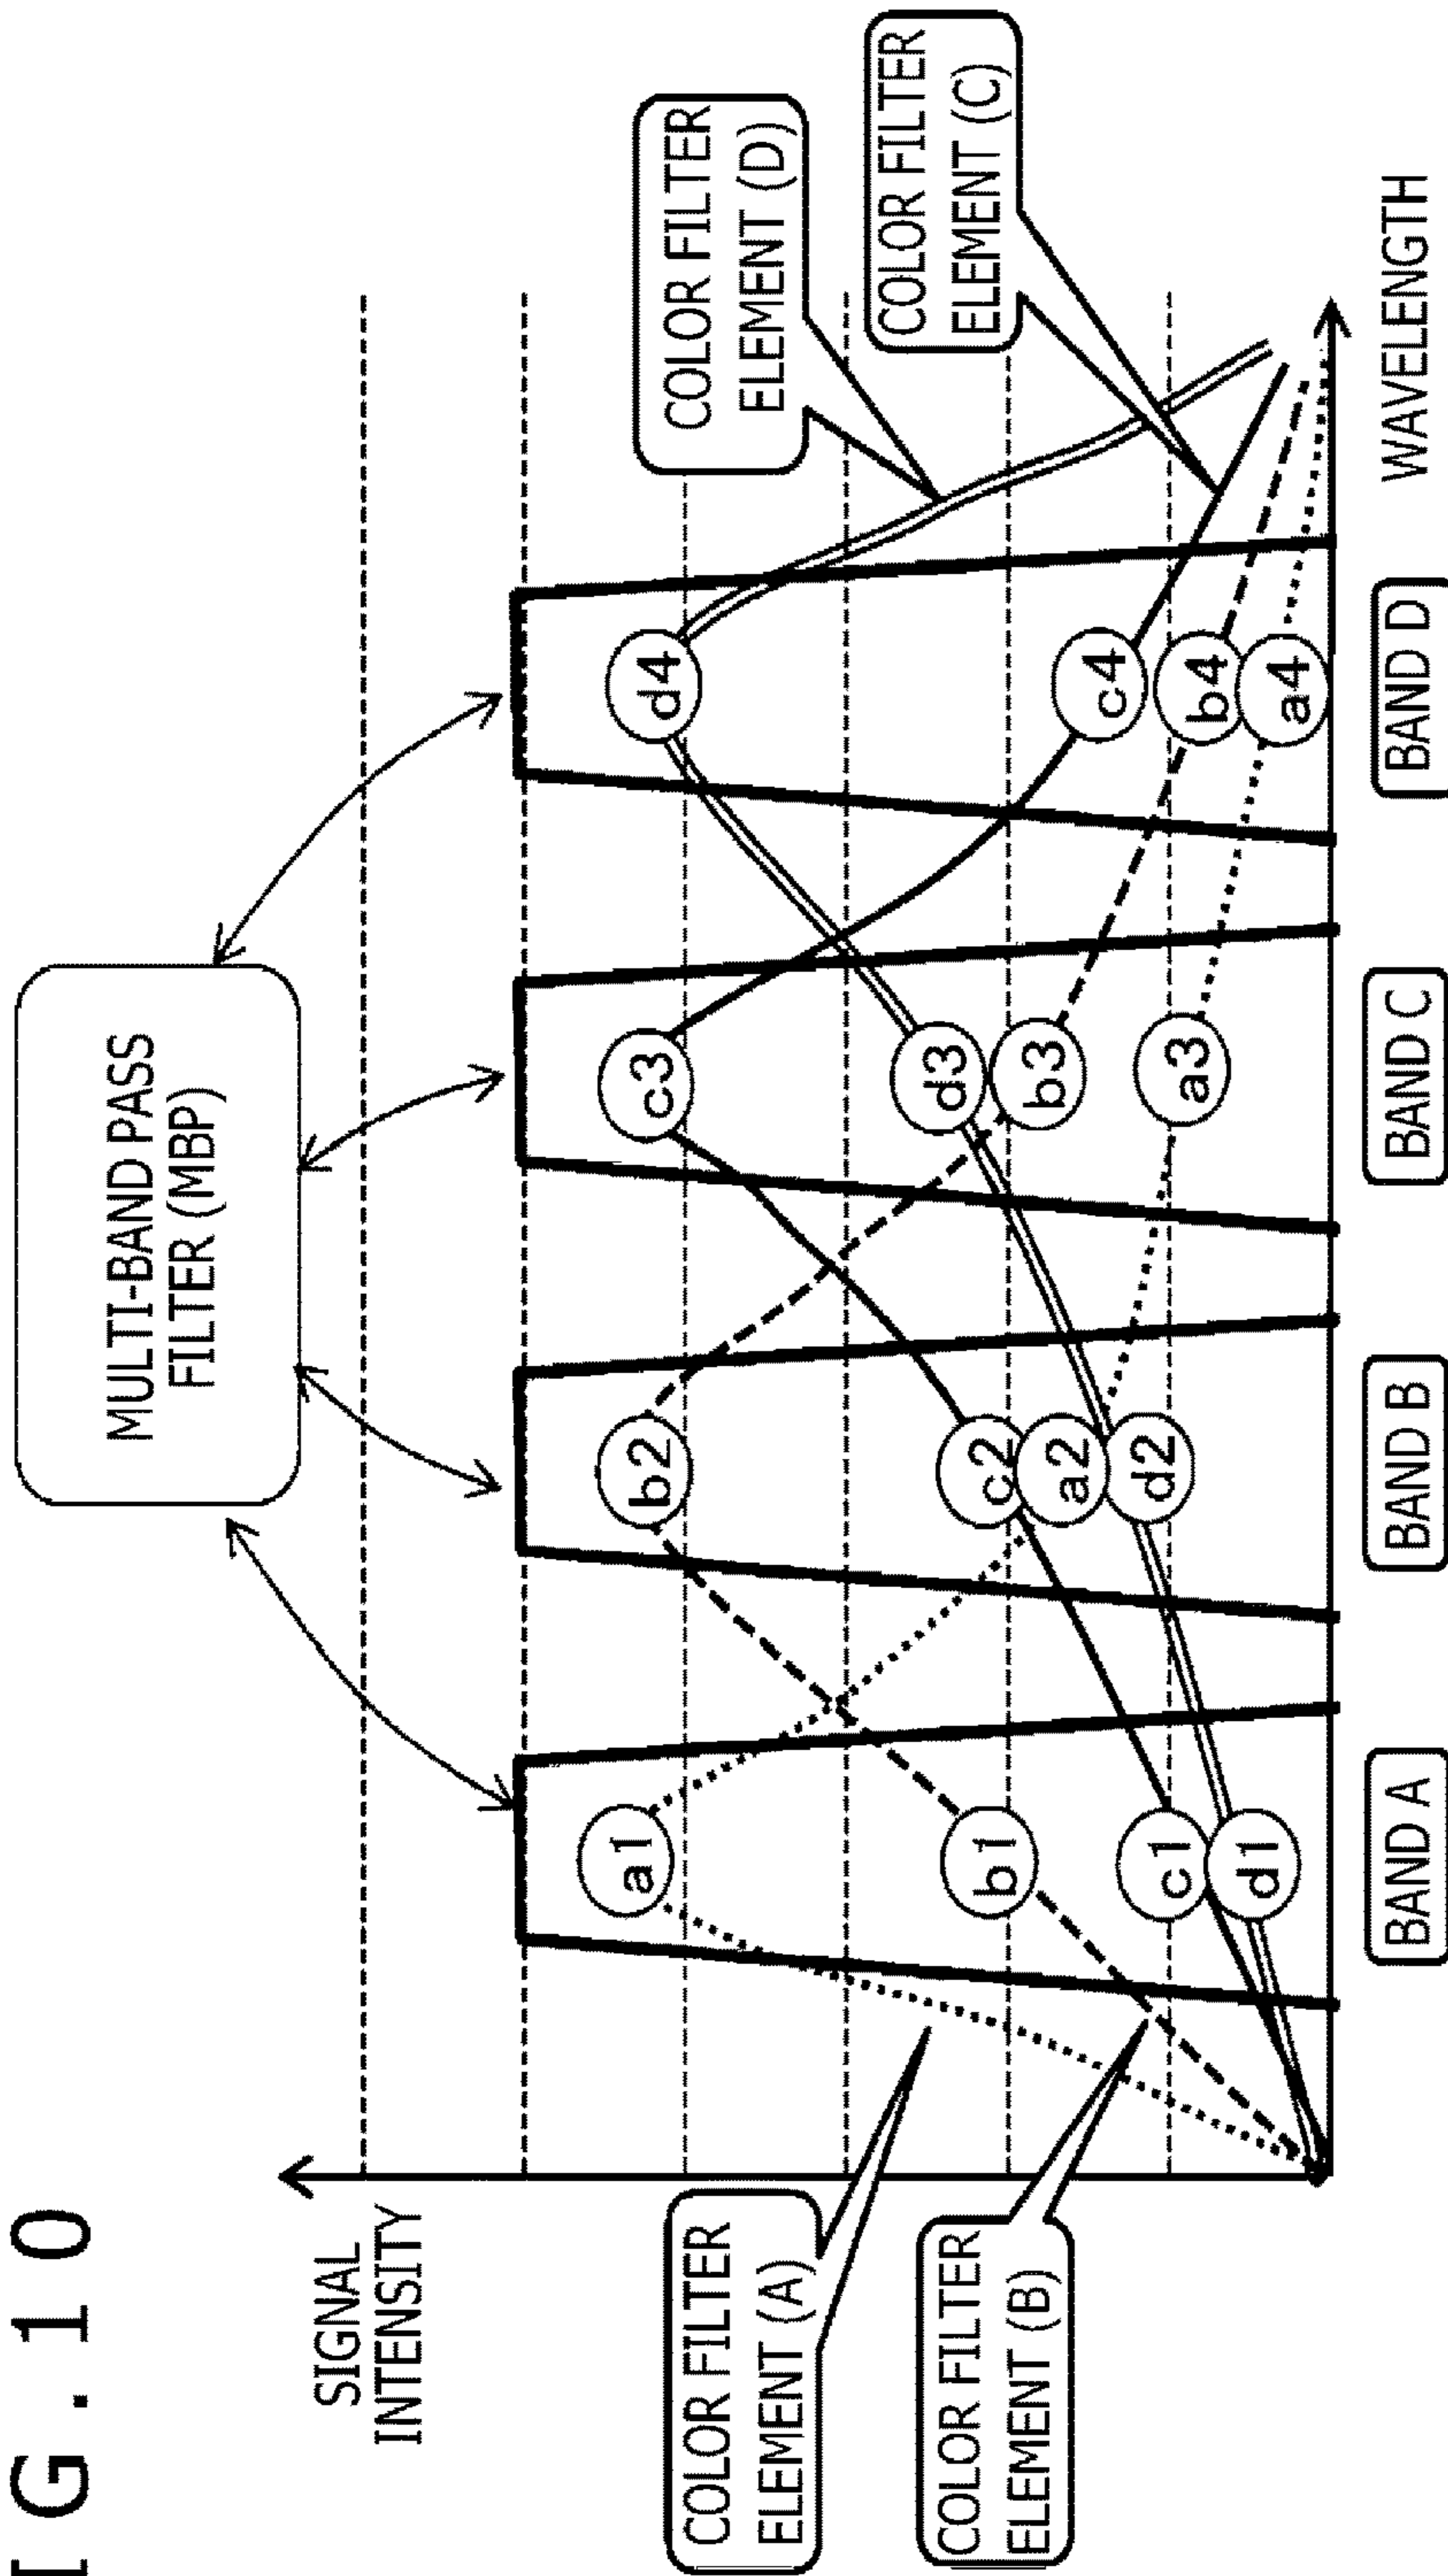 I G . 1 0
MULTI-BAND PASS
FILTER (MBP)
SIGNAL
INTENSITY
COLOR FILTER
ELEMENT (A)
COLOR FILTER
ELEMENT (B)
COLOR FILTER
ELEMENT (D)
COLOR FILTER
ELEMENT (C)
a1
b1
c1
d1
b2
c2
a2
d2
c3
d3
b3
a3
d4
c4
b4
a4
BAND A
BAND B
BAND C
BAND D
WAVELENGTH